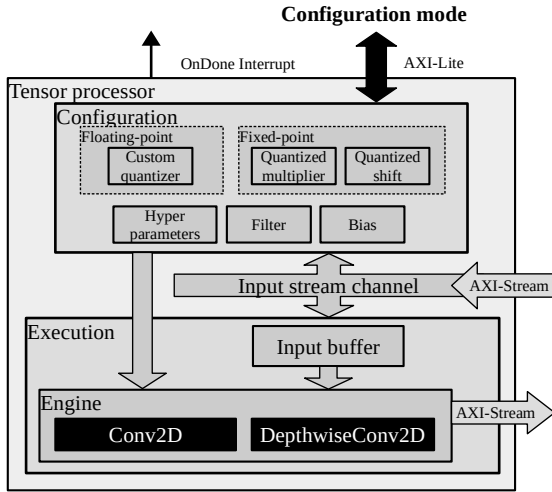 Configuration mode
OnDone Interrupt
AXI-Lite
Tensor processor
Configuration
Floating-point
Fixed-point
Custom
quantizer
Quantized
multiplier
Quantized
shift
Hyper
parameters
Filter
Bias
Input stream channel
AXI-Stream
Execution
Input buffer
Engine
AXI-Stream
Conv2D
DepthwiseConv2D